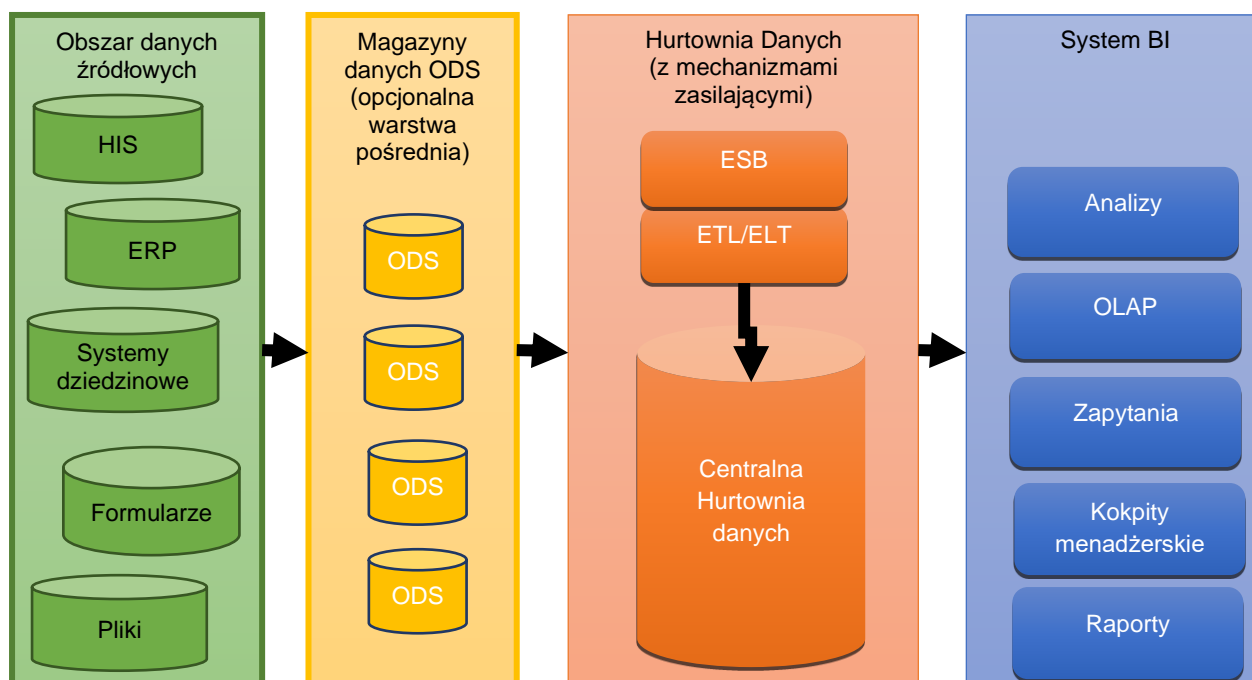 Obszar danych
źródłowych
HIS
ERP
Systemy
dziedzinowe
Formularze
Pliki
Magazyny
danych ODS
(opcjonalna
warstwa
pośrednia)
ODS
ODS
ODS
ODS
Hurtownia Danych
(z mechanizmami
zasilającymi)
ESB
ETL/ELT
Centralna
Hurtownia
danych
System BI
Analizy
OLAP
Zapytania
Kokpity
menadżerskie
Raporty